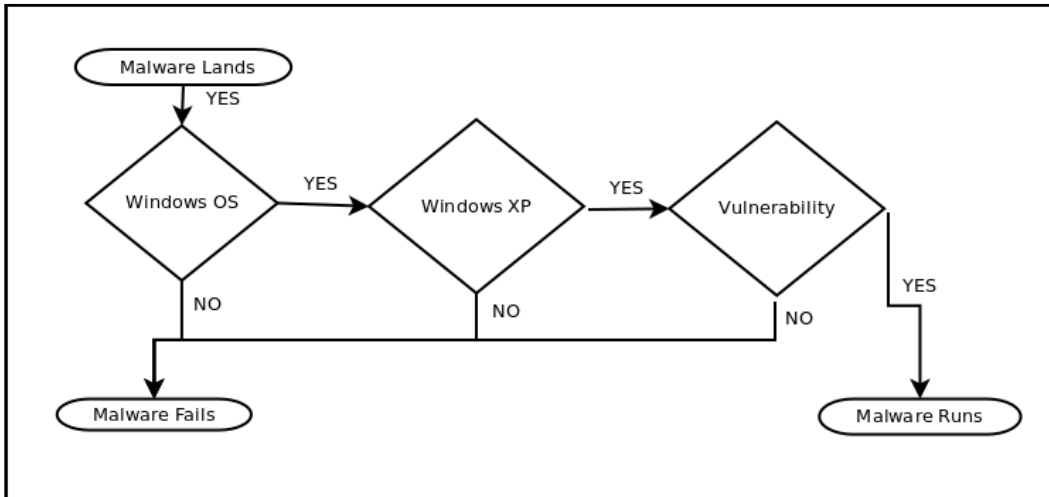 Malware Lands
YES
Windows OS
YES
Windows XP
YES
Vulnerability
YES
NO
NO
NO
Malware Fails
Malware Runs